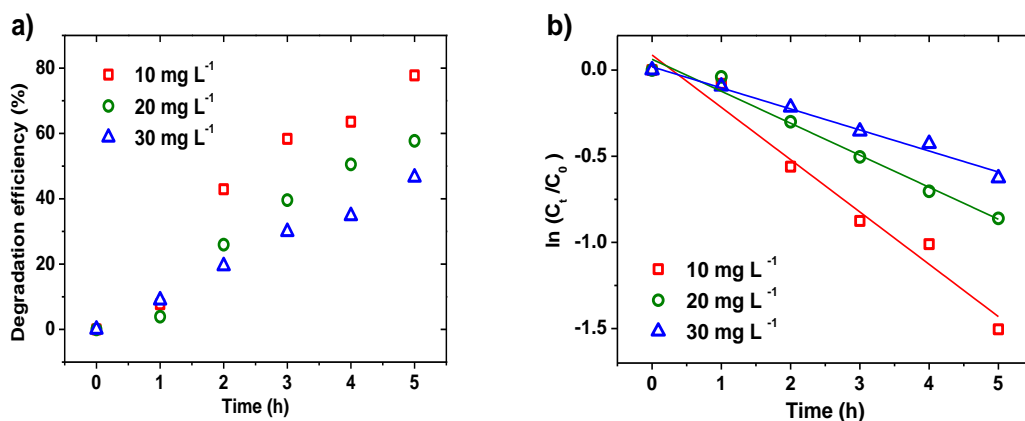 a)
Degradation efficiency (%)
80
60
40
20
0
10 mg L⁻¹
20 mg L⁻¹
30 mg L⁻¹
0 1 2 3 4 5
Time (h)
b)
ln (Cₜ /C₀ )
0.0
-0.5
-1.0
-1.5
10 mg L⁻¹
20 mg L⁻¹
30 mg L⁻¹
0 1 2 3 4 5
Time (h)